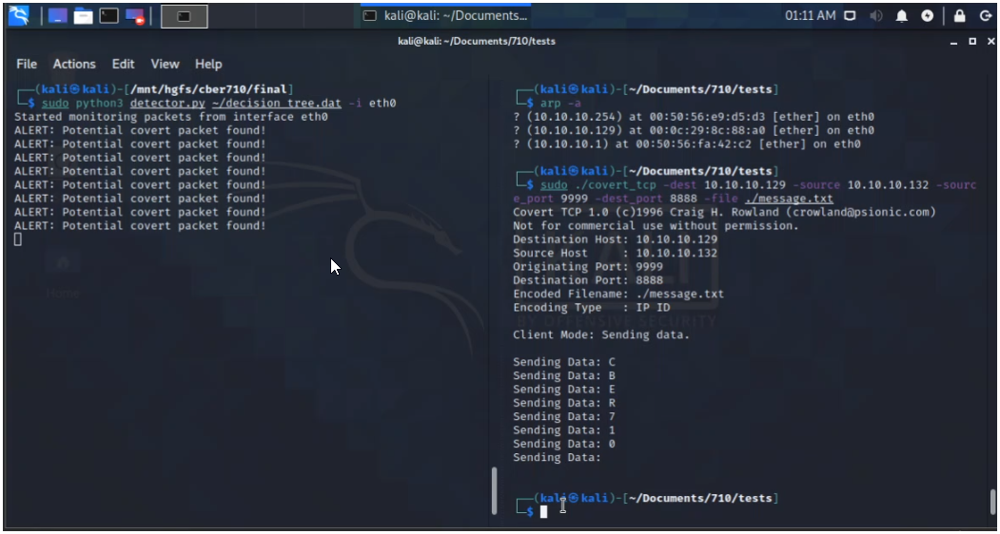 kali@kali: ~/Documents...
01:11 AM
kali@kali: ~/Documents/710/tests
File Actions Edit View Help
┌──(kali㉿kali)-[/mnt/hgfs/cber710/final]
└─$ sudo python3 detector.py ~/decision_tree.dat -i eth0
Started monitoring packets from interface eth0
ALERT: Potential covert packet found!
ALERT: Potential covert packet found!
ALERT: Potential covert packet found!
ALERT: Potential covert packet found!
ALERT: Potential covert packet found!
ALERT: Potential covert packet found!
ALERT: Potential covert packet found!
ALERT: Potential covert packet found!
Home
┌──(kali㉿kali)-[~/Documents/710/tests]
└─$ arp -a
? (10.10.10.254) at 00:50:56:e9:d5:d3 [ether] on eth0
? (10.10.10.129) at 00:0c:29:8c:88:a0 [ether] on eth0
? (10.10.10.1) at 00:50:56:fa:42:c2 [ether] on eth0
┌──(kali㉿kali)-[~/Documents/710/tests]
└─$ sudo ./covert_tcp -dest 10.10.10.129 -source 10.10.10.132 -sourc
e_port 9999 -dest_port 8888 -file ./message.txt
Covert TCP 1.0 (c)1996 Craig H. Rowland (crowland@psionic.com)
Not for commercial use without permission.
Destination Host: 10.10.10.129
Source Host     : 10.10.10.132
Originating Port: 9999
Destination Port: 8888
Encoded Filename: ./message.txt
Encoding Type   : IP ID
BY OFFENSIVE SECURITY
Client Mode: Sending data.
Sending Data: C
Sending Data: B
Sending Data: E
Sending Data: R
Sending Data: 7
Sending Data: 1
Sending Data: 0
Sending Data:
┌──(kali㉿kali)-[~/Documents/710/tests]
└─$